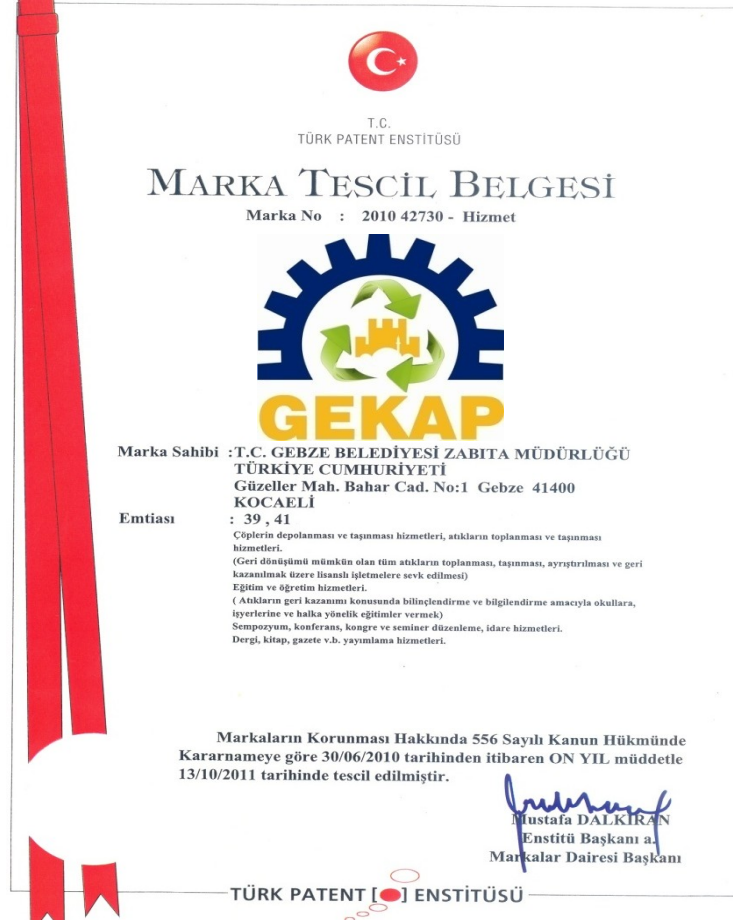 T.C.
TÜRK PATENT ENSTİTÜSÜ
MARKA TESCİL BELGESİ
Marka No : 2010 42730 - Hizmet
GEKAP
Marka Sahibi :T.C. GEBZE BELEDİYESİ ZABITA MÜDÜRLÜĞÜ
TÜRKİYE CUMHURİYETİ
Güzeller Mah. Bahar Cad. No:1 Gebze 41400
KOCAELİ
Emtiası : 39 , 41
Çöplerin depolanması ve taşınması hizmetleri, atıkların toplanması ve taşınması
hizmetleri.
(Geri dönüşümü mümkün olan tüm atıkların toplanması, taşınması, ayrıştırılması ve geri
kazanılmak üzere lisanslı işletmelere sevk edilmesi)
Eğitim ve öğretim hizmetleri.
( Atıkların geri kazanımı konusunda bilinçlendirme ve bilgilendirme amacıyla okullara,
işyerlerine ve halka yönelik eğitimler vermek)
Sempozyum, konferans, kongre ve seminer düzenleme, idare hizmetleri.
Dergi, kitap, gazete v.b. yayımlama hizmetleri.
Markaların Korunması Hakkında 556 Sayılı Kanun Hükmünde
Kararnameye göre 30/06/2010 tarihinden itibaren ON YIL müddetle
13/10/2011 tarihinde tescil edilmiştir.
Mustafa DALKIRAN
Enstitü Başkanı a.
Markalar Dairesi Başkanı
TÜRK PATENT [ ] ENSTİTÜSÜ